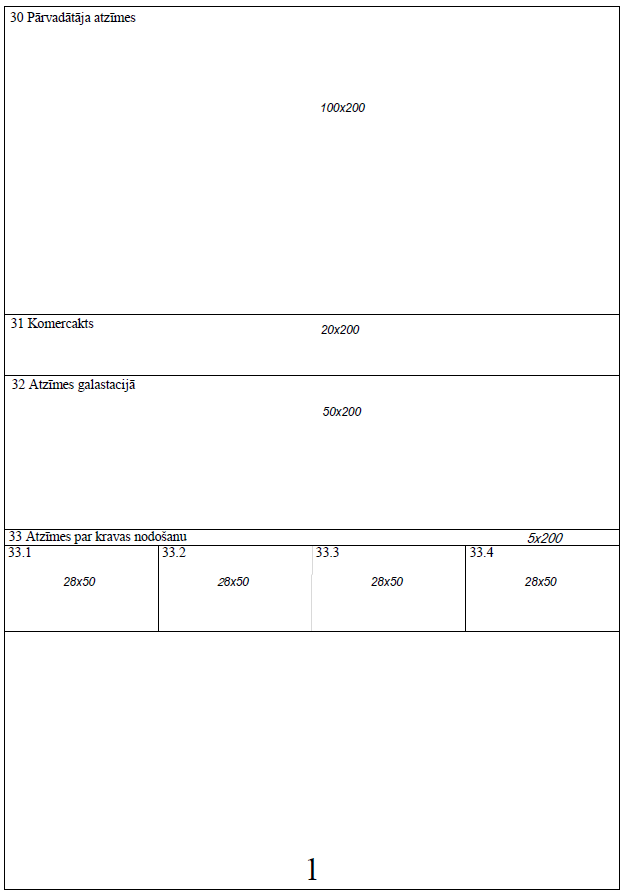 30 Pārvadātāja atzīmes
100x200
31 Komercakts
20x200
32 Atzīmes galastacijā
50x200
33 Atzīmes par kravas nodošanu 5x200
33.1 33.2 33.3 33.4
28x50 28x50 28x50 28x50
1